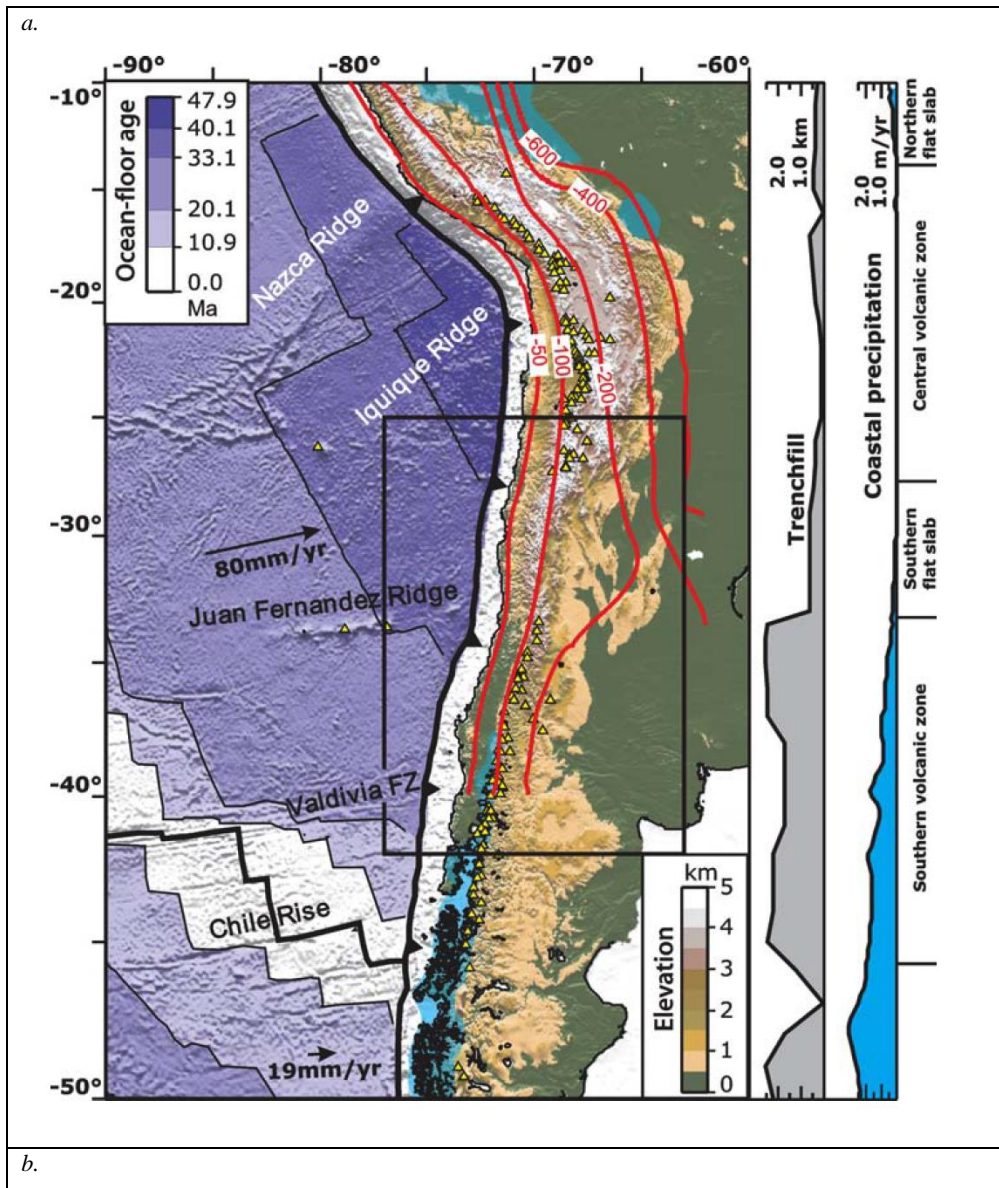 a.
-90°
-80°
-70°
-60°
-10°
-20°
-30°
-40°
-50°
Ocean-floor age
47.9
40.1
33.1
20.1
10.9
0.0
Ma
Nazca Ridge
Iquique Ridge
80mm/yr
Juan Fernandez Ridge
Valdivia FZ
Chile Rise
19mm/yr
-600
-400
-50
-100
-200
Elevation
km
5
4
3
2
1
0
2.0
1.0 km
Trenchfill
2.0
1.0 m/yr
Coastal precipitation
Northern
flat slab
Central volcanic zone
Southern
flat slab
Southern volcanic zone
b.